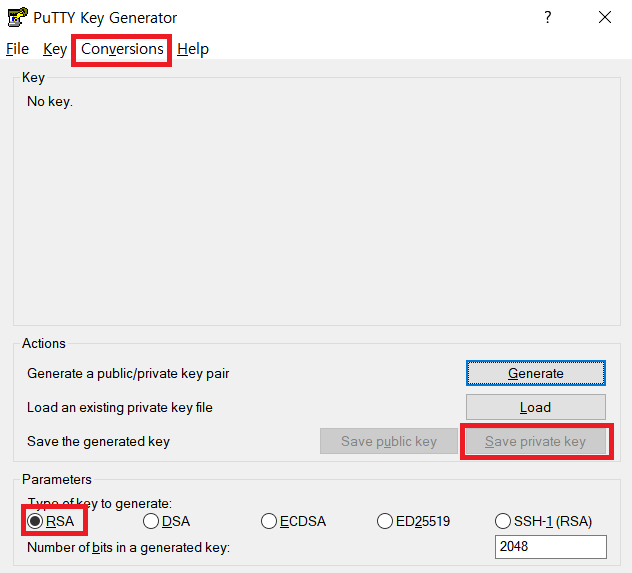 PuTTY Key Generator ?
File Key Conversions Help
Key
No key.
Actions
Generate a public/private key pair Generate
Load an existing private key file Load
Save the generated key Save public key Save private key
Parameters
Type of key to generate:
RSA DSA ECDSA ED25519 SSH-1 (RSA)
Number of bits in a generated key: 2048